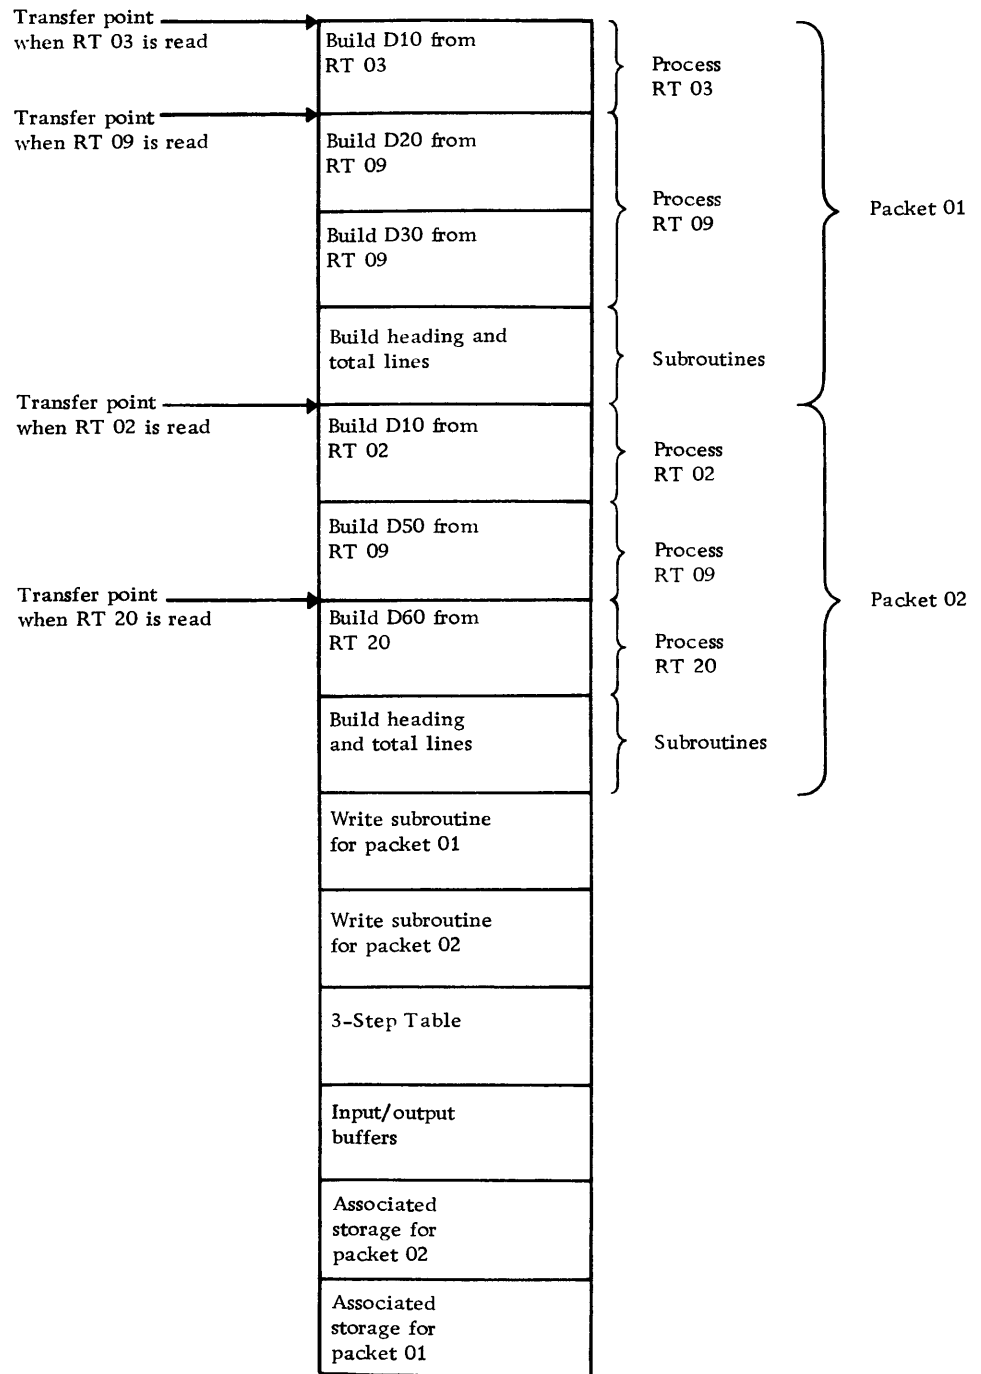 Transfer point
when RT 03 is read
Build D10 from
RT 03
Process
RT 03
Transfer point
when RT 09 is read
Build D20 from
RT 09
Process
RT 09
Packet 01
Build D30 from
RT 09
Build heading and
total lines
Subroutines
Transfer point
when RT 02 is read
Build D10 from
RT 02
Process
RT 02
Build D50 from
RT 09
Process
RT 09
Transfer point
when RT 20 is read
Packet 02
Build D60 from
RT 20
Process
RT 20
Build heading
and total lines
Subroutines
Write subroutine
for packet 01
Write subroutine
for packet 02
3-Step Table
Input/output
buffers
Associated
storage for
packet 02
Associated
storage for
packet 01